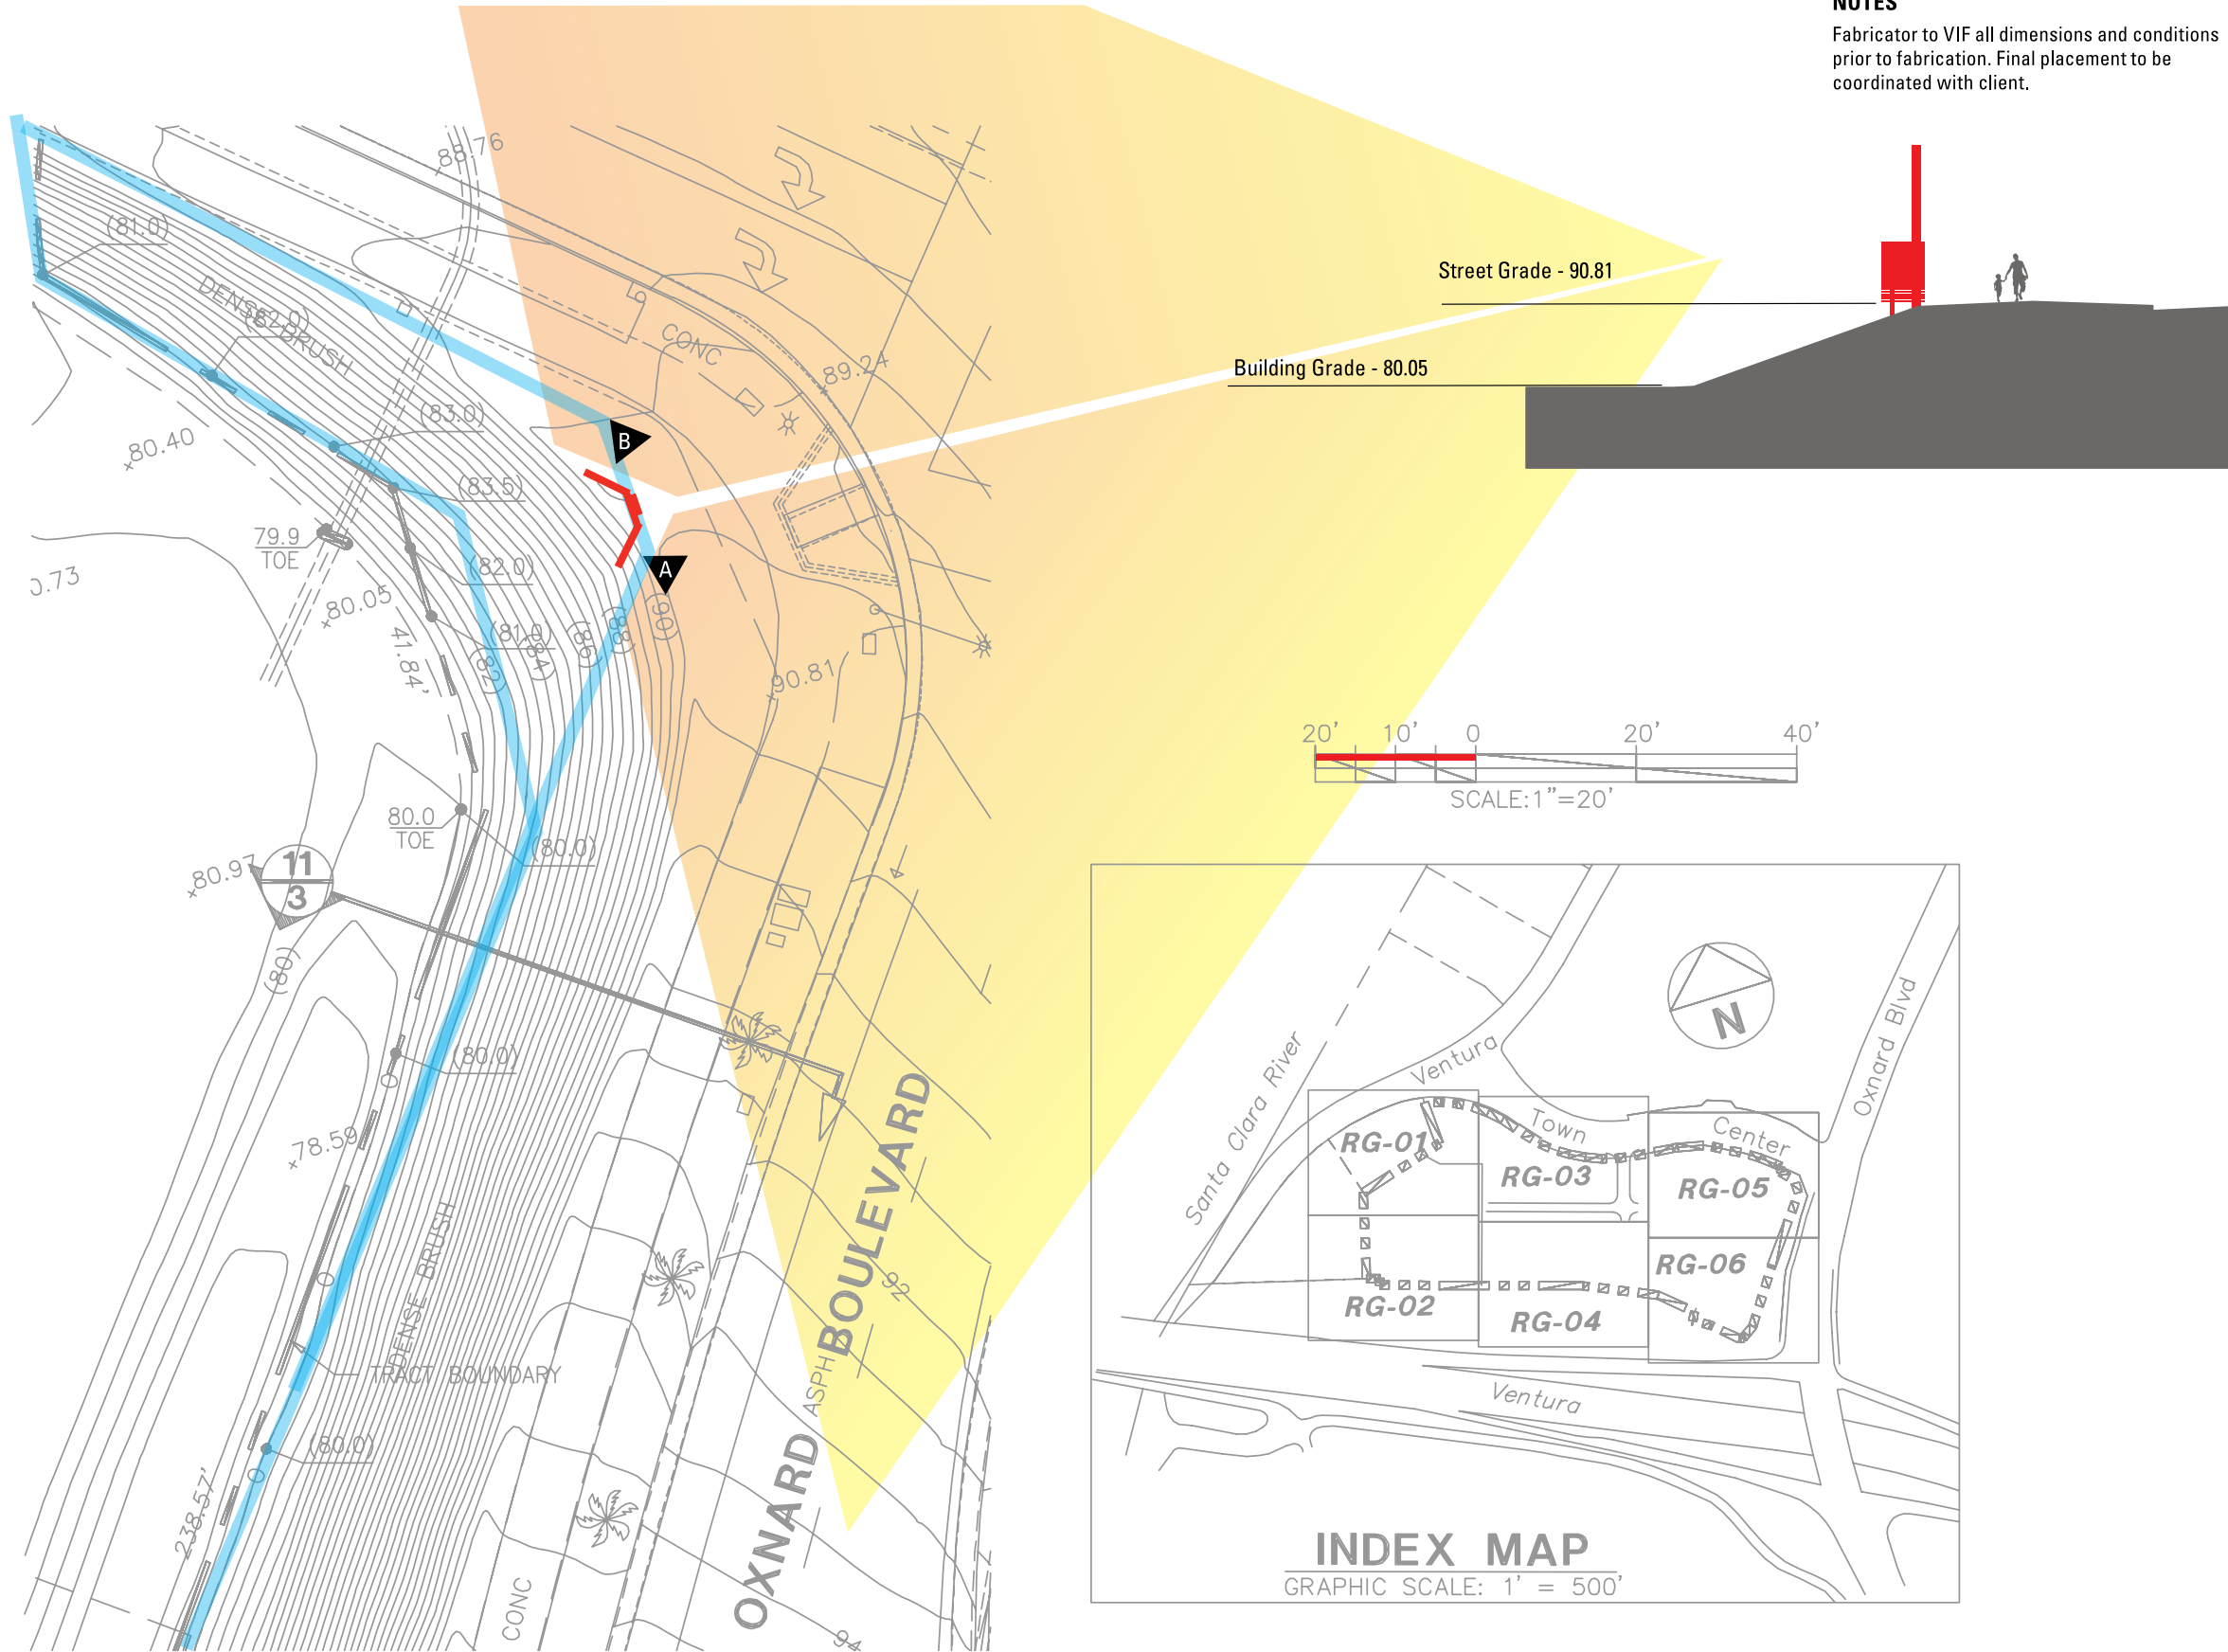 NOTES
Fabricator to VIF all dimensions and conditions
prior to fabrication. Final placement to be
coordinated with client.
Street Grade - 90.81
Building Grade - 80.05
88.76
(81.0)
DENSE BRUSH
(82.0)
CONC
89.24
(83.0)
80.40
B
(83.5)
79.9
TOE
(82.0)
A
0.73
80.05
41.84'
(81.0)
(82)
(84)
(86)
(88)
(90)
90.81
80.0
TOE
(80.0)
80.97
11
3
(80)
(80.0)
78.59
DENSE BRUSH
TRACT BOUNDARY
(80.0)
238.57'
CONC
ASPH
OXNARD BOULEVARD
92
94
20' 10' 0 20' 40'
SCALE:1"=20'
N
Santa Clara River
Ventura
Town
Center
Oxnard Blvd
RG-01
RG-03
RG-05
RG-06
RG-02
RG-04
Ventura
INDEX MAP
GRAPHIC SCALE: 1' = 500'